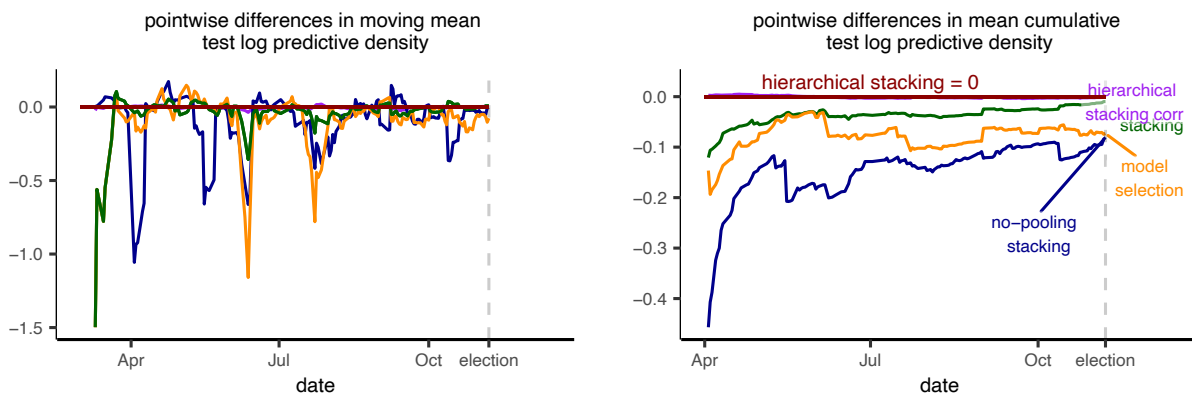 pointwise differences in moving mean
test log predictive density
0.0
−0.5
−1.0
−1.5
Apr
Jul
Oct
election
date
pointwise differences in mean cumulative
test log predictive density
hierarchical stacking = 0
hierarchical
stacking corr
stacking
model
selection
no−pooling
stacking
0.0
−0.1
−0.2
−0.3
−0.4
Apr
Jul
Oct
election
date